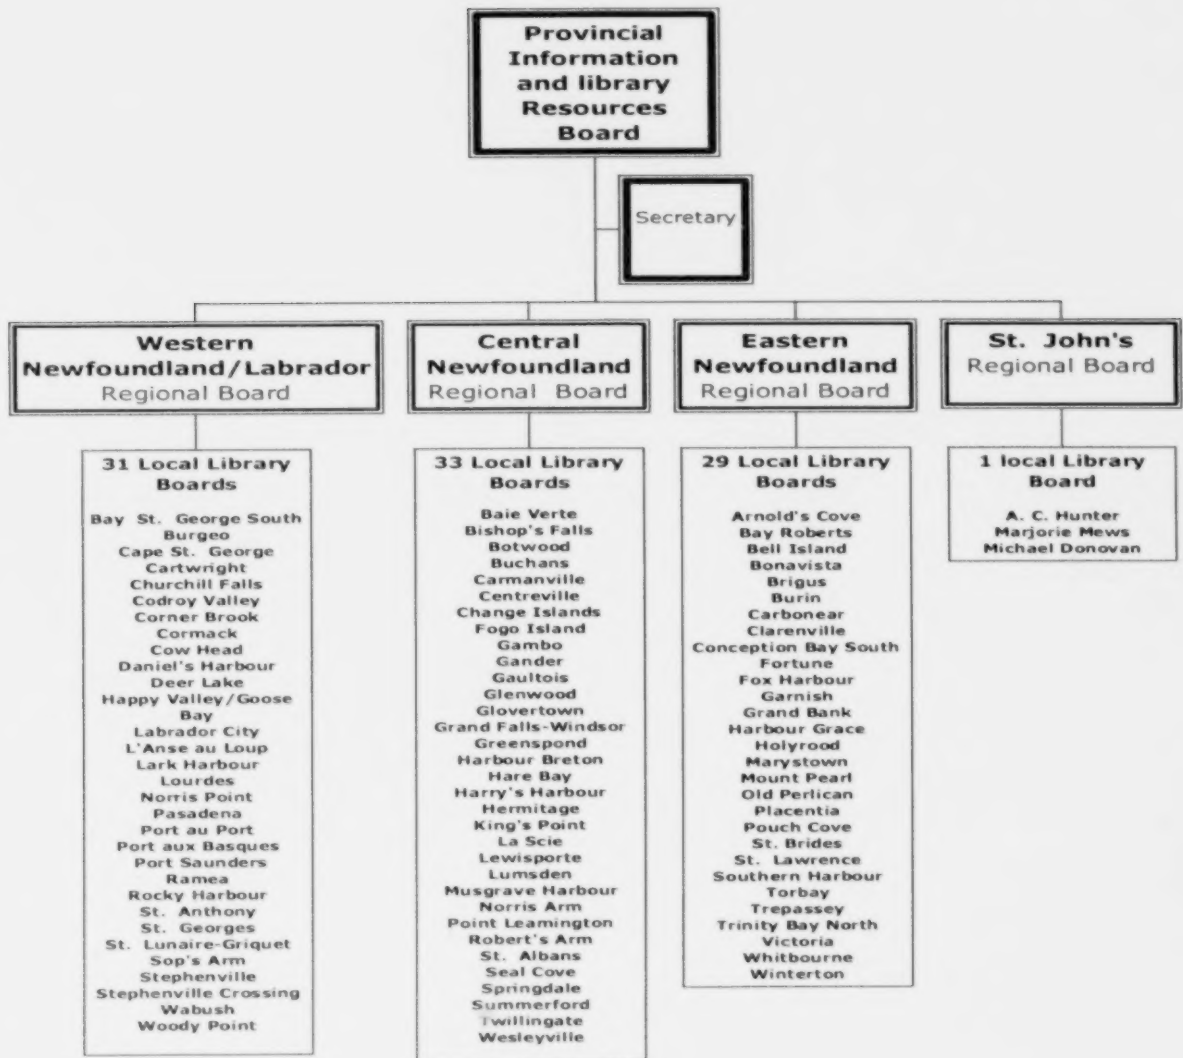 Provincial
Information
and library
Resources
Board
Secretary
Western
Newfoundland/Labrador
Regional Board
31 Local Library
Boards
Bay St. George South
Burgeo
Cape St. George
Cartwright
Churchill Falls
Codroy Valley
Corner Brook
Cormack
Cow Head
Daniel's Harbour
Deer Lake
Happy Valley/Goose
Bay
Labrador City
L'Anse au Loup
Lark Harbour
Lourdes
Norris Point
Pasadena
Port au Port
Port aux Basques
Port Saunders
Ramea
Rocky Harbour
St. Anthony
St. Georges
St. Lunaire-Griquet
Sop's Arm
Stephenville
Stephenville Crossing
Wabush
Woody Point
Central
Newfoundland
Regional Board
33 Local Library
Boards
Baie Verte
Bishop's Falls
Botwood
Buchans
Carmanville
Centreville
Change Islands
Fogo Island
Gambo
Gander
Gaultois
Glenwood
Glovertown
Grand Falls-Windsor
Greenspond
Harbour Breton
Hare Bay
Harry's Harbour
Hermitage
King's Point
La Scie
Lewisporte
Lumsden
Musgrave Harbour
Norris Arm
Point Leamington
Robert's Arm
St. Albans
Seal Cove
Springdale
Summerford
Twillingate
Wesleyville
Eastern
Newfoundland
Regional Board
29 Local Library
Boards
Arnold's Cove
Bay Roberts
Bell Island
Bonavista
Brigus
Burin
Carbonear
Clarenville
Conception Bay South
Fortune
Fox Harbour
Garnish
Grand Bank
Harbour Grace
Holyrood
Marystown
Mount Pearl
Old Perlican
Placentia
Pouch Cove
St. Brides
St. Lawrence
Southern Harbour
Torbay
Trepassey
Trinity Bay North
Victoria
Whitbourne
Winterton
St. John's
Regional Board
1 local Library
Board
A. C. Hunter
Marjorie Mews
Michael Donovan